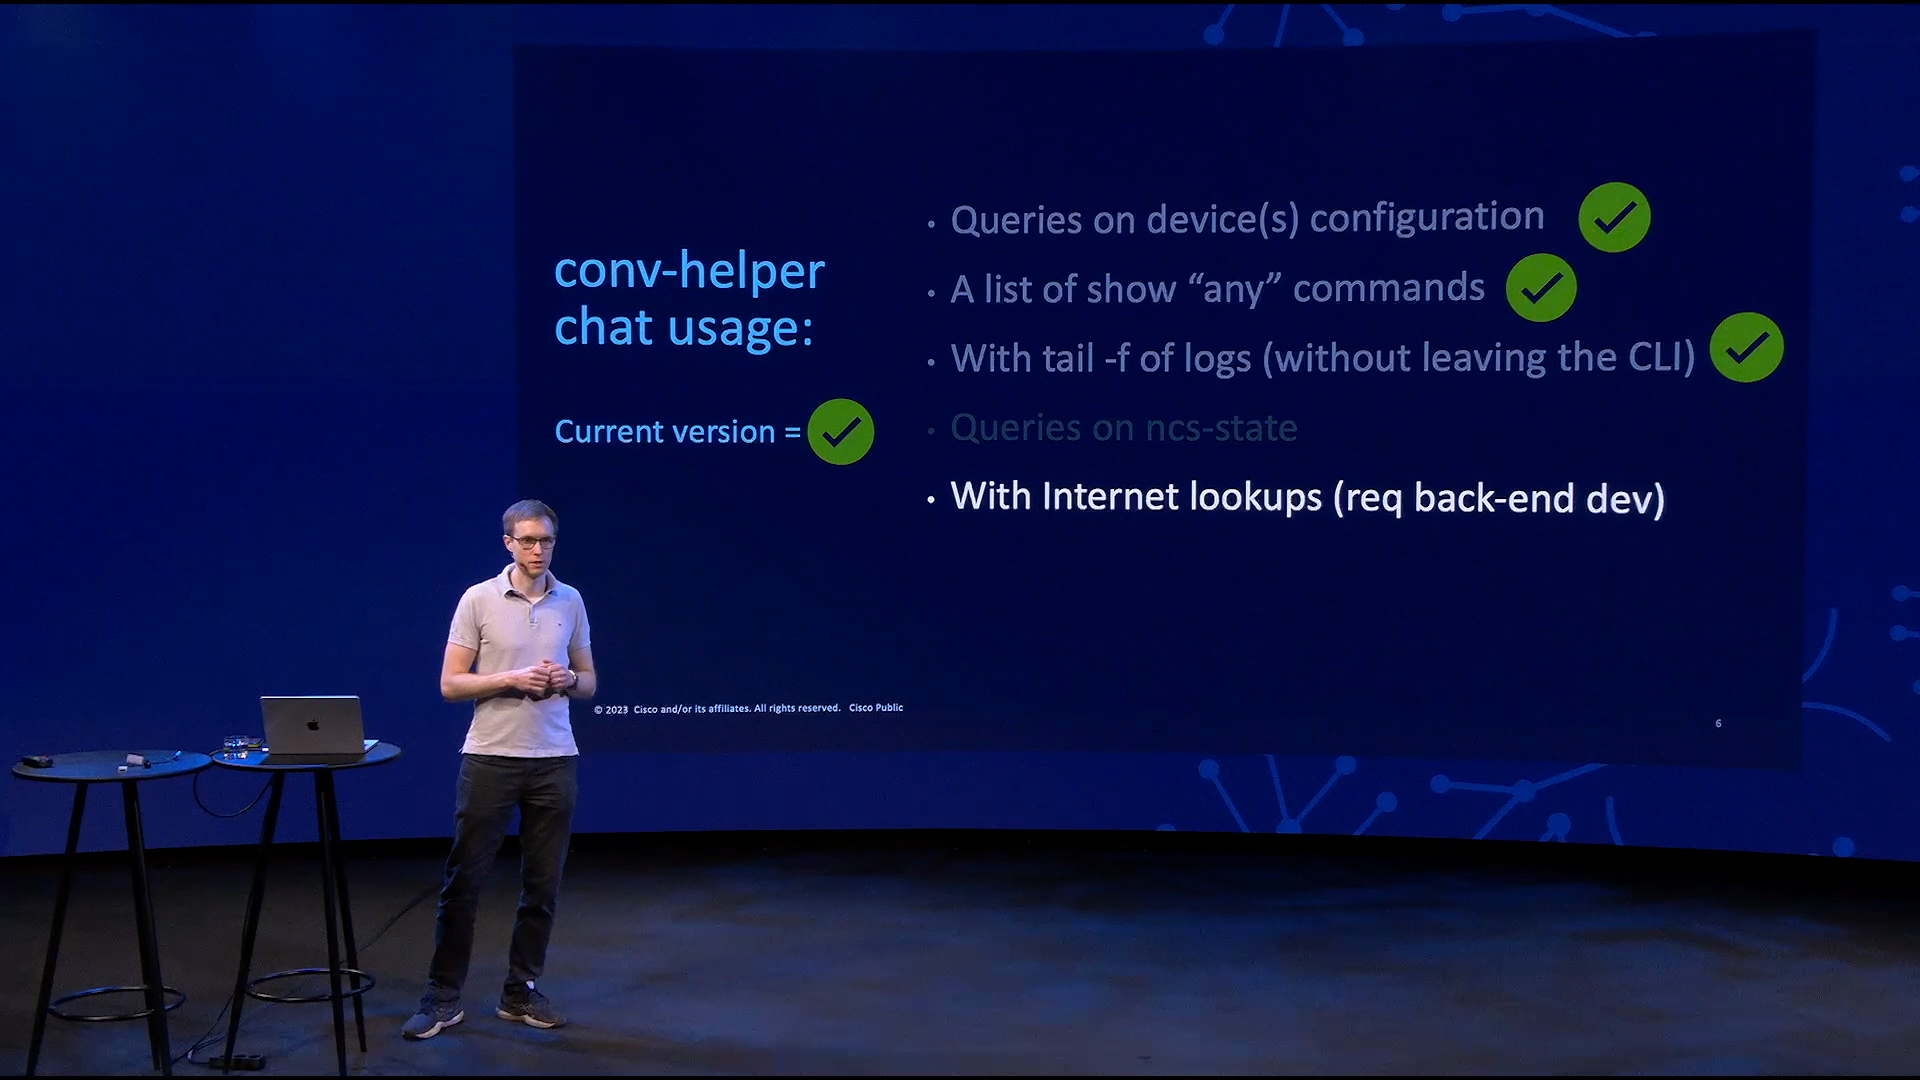 conv-helper
chat usage:
Current version =
• Queries on device(s) configuration
• A list of show “any” commands
• With tail -f of logs (without leaving the CLI)
• Queries on ncs-state
• With Internet lookups (req back-end dev)
© 2023 Cisco and/or its affiliates. All rights reserved. Cisco Public
6